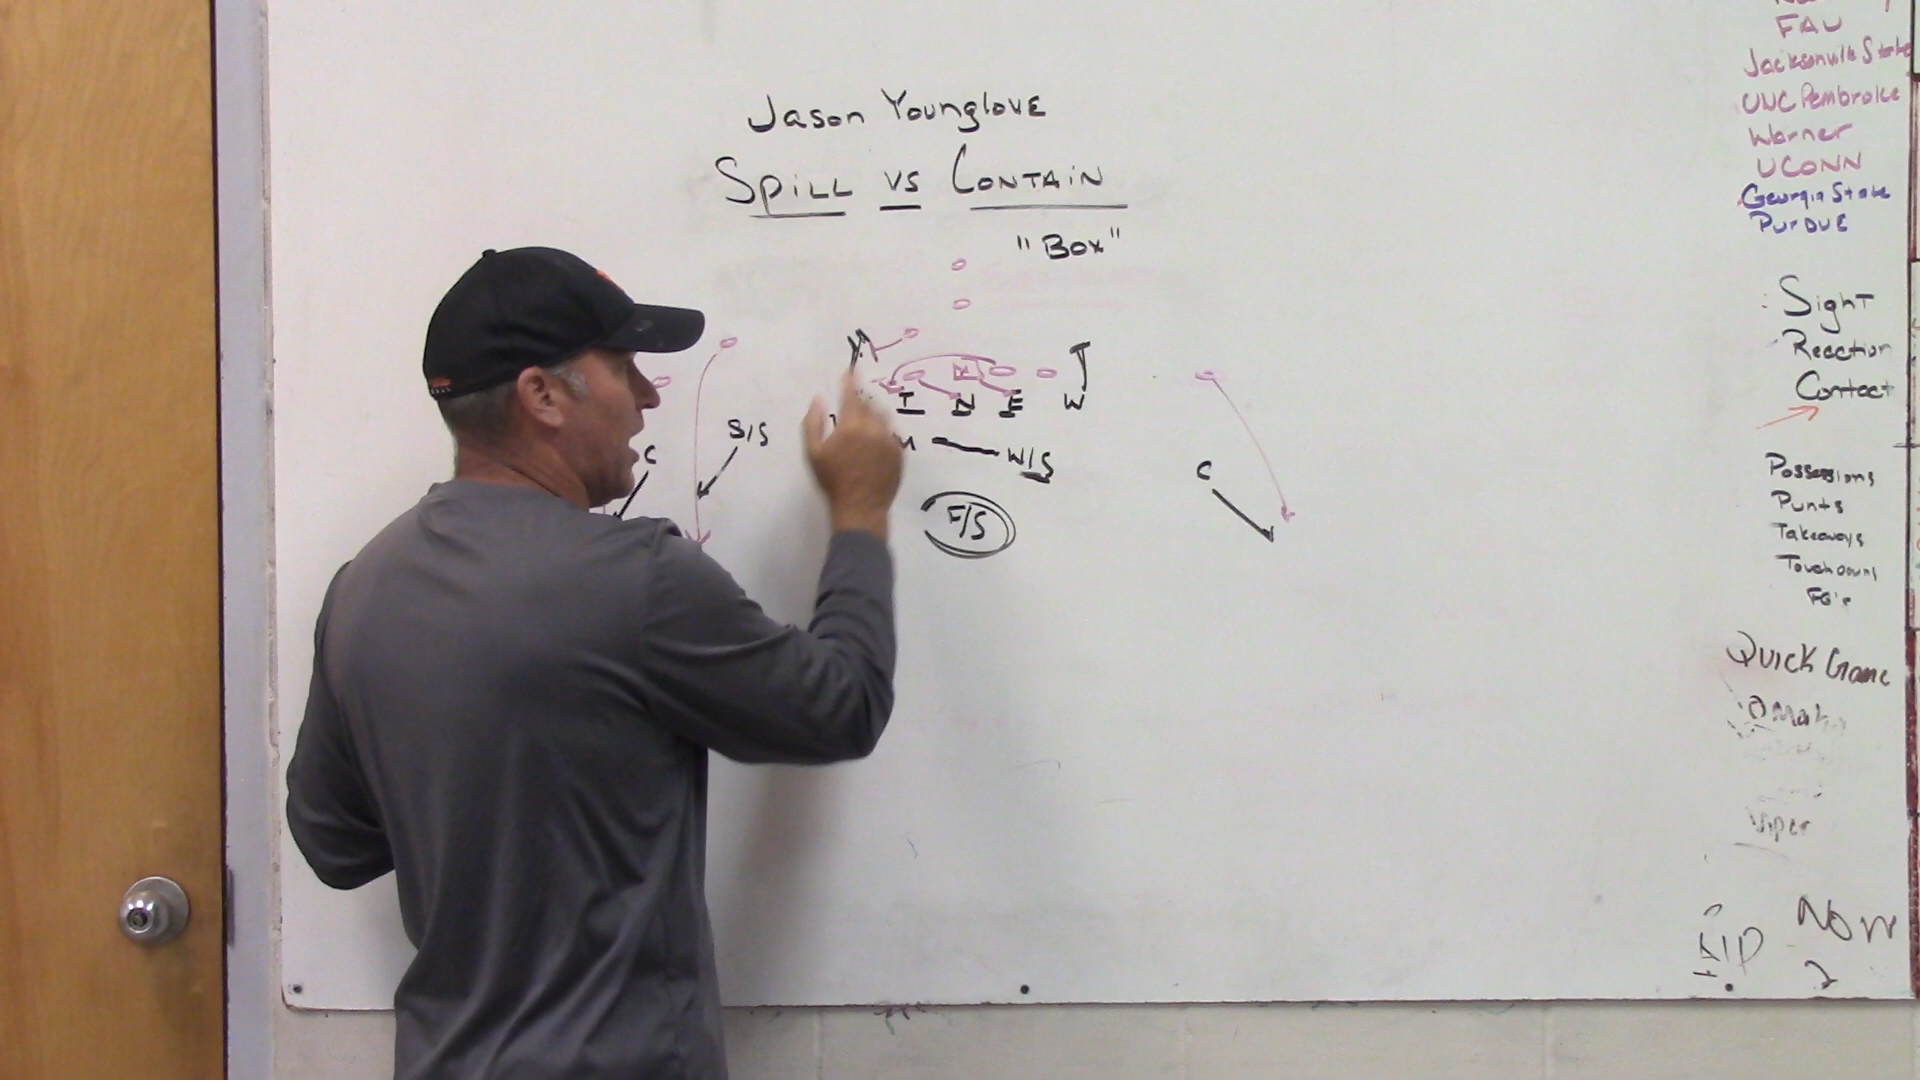 Jason Younglove
SPILL VS CONTAIN
"Box"
T N E W
S/S
C
M W/S
C
F/S
FAU
Jacksonville State
UNC Pembroke
Warner
UCONN
Georgia State
PURDUE
Sight
Reaction
Contact
Possessions
Punts
Takeaways
Touchdowns
FG's
QUICK Game
Viper
NOW
2